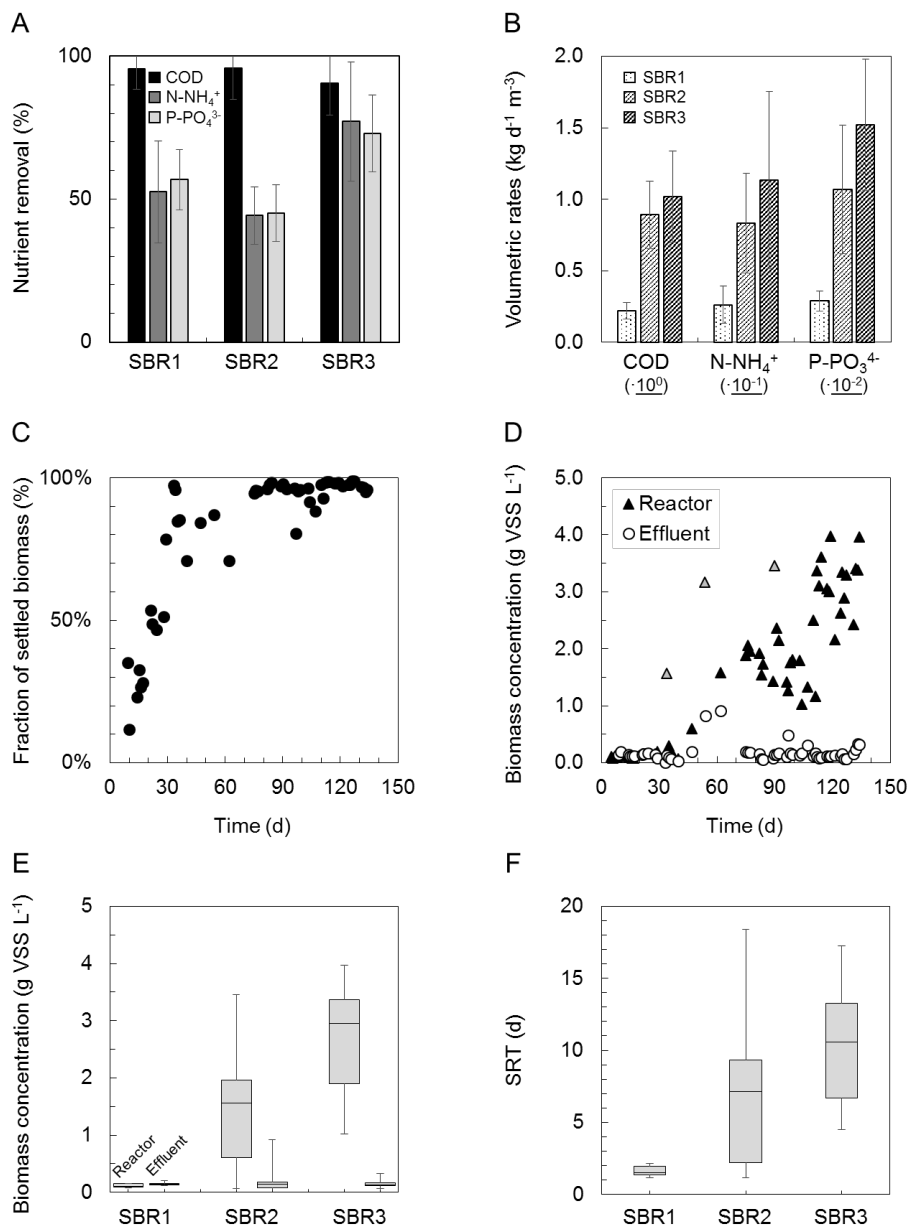 A
Nutrient removal (%)
100
50
0
COD
N-NH₄⁺
P-PO₄³⁻
SBR1 SBR2 SBR3
B
Volumetric rates (kg d⁻¹ m⁻³)
2.0
1.5
1.0
0.5
0.0
SBR1
SBR2
SBR3
COD N-NH₄⁺ P-PO₃⁴⁻
(·10⁰) (·10⁻¹) (·10⁻²)
C
Fraction of settled biomass (%)
100%
50%
0%
0 30 60 90 120 150
Time (d)
D
Biomass concentration (g VSS L⁻¹)
5.0
4.0
3.0
2.0
1.0
0.0
Reactor
Effluent
0 30 60 90 120 150
Time (d)
E
Biomass concentration (g VSS L⁻¹)
5
4
3
2
1
0
Reactor
Effluent
SBR1 SBR2 SBR3
F
SRT (d)
20
15
10
5
0
SBR1 SBR2 SBR3